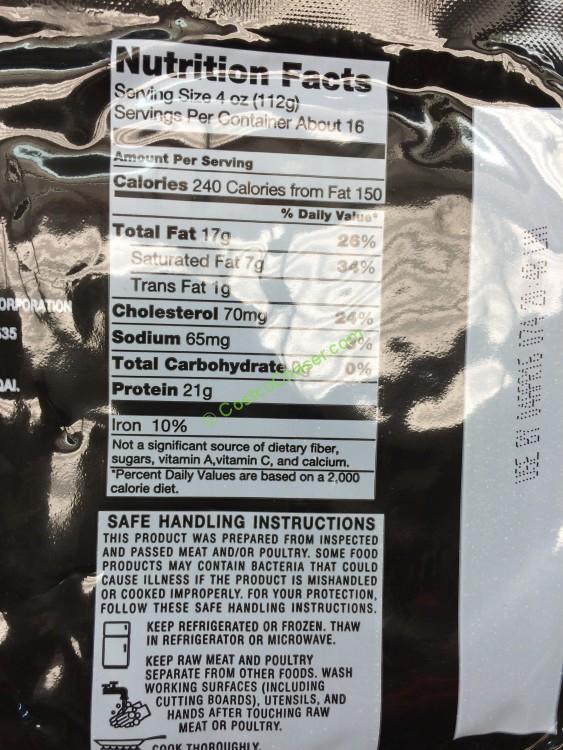 Nutrition Facts
Serving Size 4 oz (112g)
Servings Per Container About 16
Amount Per Serving
Calories 240 Calories from Fat 150
% Daily Value*
Total Fat 17g 26%
Saturated Fat 7g 34%
Trans Fat 1g
Cholesterol 70mg 24%
Sodium 65mg
Total Carbohydrate 0%
Protein 21g
Iron 10%
Not a significant source of dietary fiber,
sugars, vitamin A,vitamin C, and calcium.
*Percent Daily Values are based on a 2,000
calorie diet.
SAFE HANDLING INSTRUCTIONS
THIS PRODUCT WAS PREPARED FROM INSPECTED
AND PASSED MEAT AND/OR POULTRY. SOME FOOD
PRODUCTS MAY CONTAIN BACTERIA THAT COULD
CAUSE ILLNESS IF THE PRODUCT IS MISHANDLED
OR COOKED IMPROPERLY. FOR YOUR PROTECTION,
FOLLOW THESE SAFE HANDLING INSTRUCTIONS.
KEEP REFRIGERATED OR FROZEN. THAW
IN REFRIGERATOR OR MICROWAVE.
KEEP RAW MEAT AND POULTRY
SEPARATE FROM OTHER FOODS. WASH
WORKING SURFACES (INCLUDING
CUTTING BOARDS), UTENSILS, AND
HANDS AFTER TOUCHING RAW
MEAT OR POULTRY.
COOK THOROUGHLY.
ORPORATION
USE BY
© CostcoChaser.com